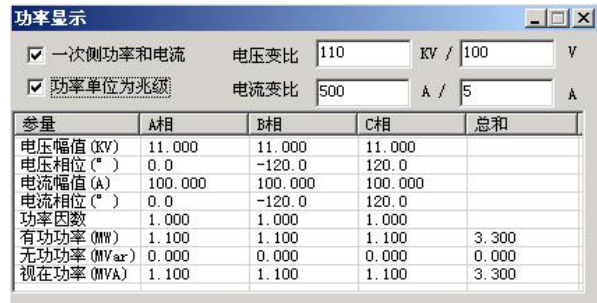 功率显示
一次侧功率和电流 电压变比 110 KV / 100 V
功率单位为兆级 电流变比 500 A / 5 A
参量 A相 B相 C相 总和
电压幅值(KV) 11.000 11.000 11.000
电压相位(° ) 0.0 -120.0 120.0
电流幅值(A) 100.000 100.000 100.000
电流相位(° ) 0.0 -120.0 120.0
功率因数 1.000 1.000 1.000
有功功率(MW) 1.100 1.100 1.100 3.300
无功功率(MVar) 0.000 0.000 0.000 0.000
视在功率(MVA) 1.100 1.100 1.100 3.300